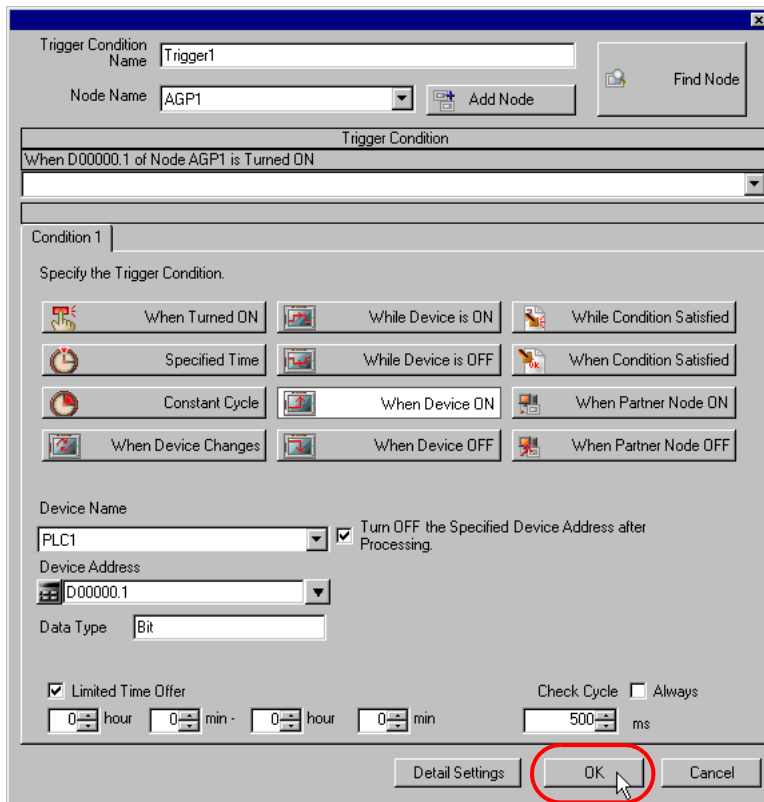 Trigger Condition Name Trigger1
Node Name AGP1 Add Node Find Node
Trigger Condition
When D00000.1 of Node AGP1 is Turned ON
Condition 1
Specify the Trigger Condition.
When Turned ON While Device is ON While Condition Satisfied
Specified Time While Device is OFF When Condition Satisfied
Constant Cycle When Device ON When Partner Node ON
When Device Changes When Device OFF When Partner Node OFF
Device Name
PLC1 Turn OFF the Specified Device Address after Processing.
Device Address
D00000.1
Data Type Bit
Limited Time Offer Check Cycle Always
0 hour 0 min - 0 hour 0 min 500 ms
Detail Settings OK Cancel